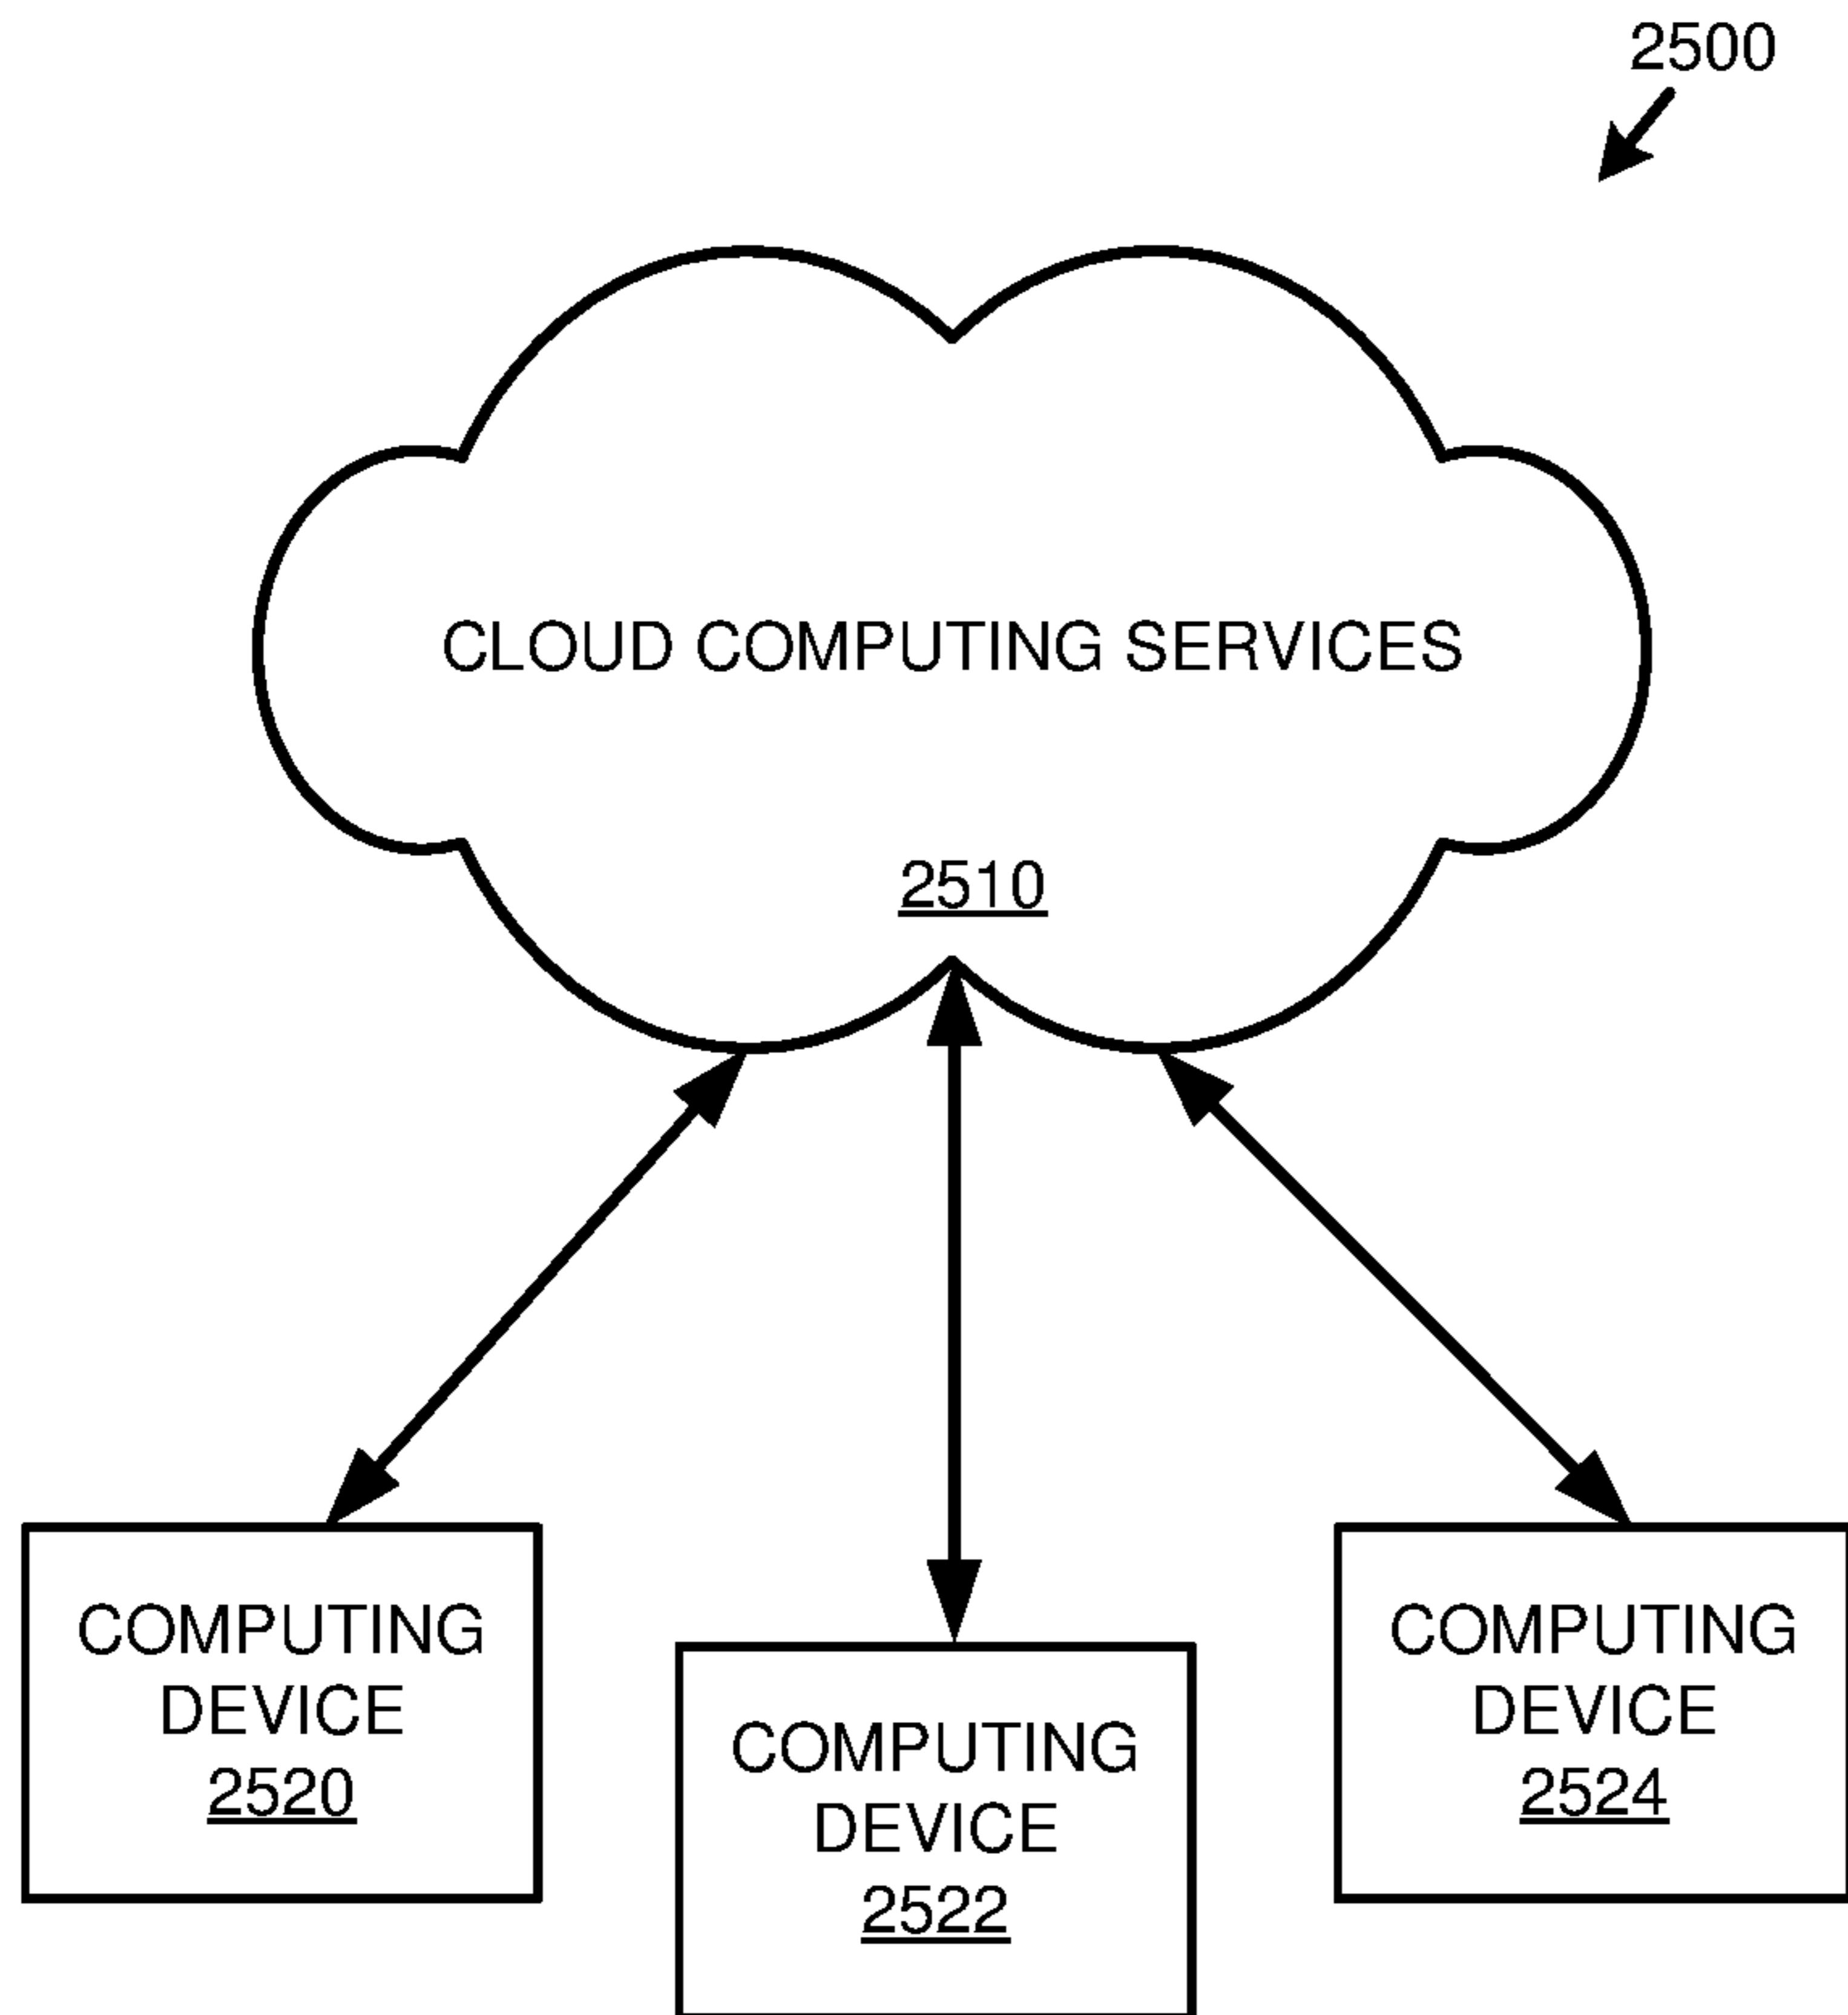 2500
CLOUD COMPUTING SERVICES
2510
COMPUTING
DEVICE
2520
COMPUTING
DEVICE
2522
COMPUTING
DEVICE
2524